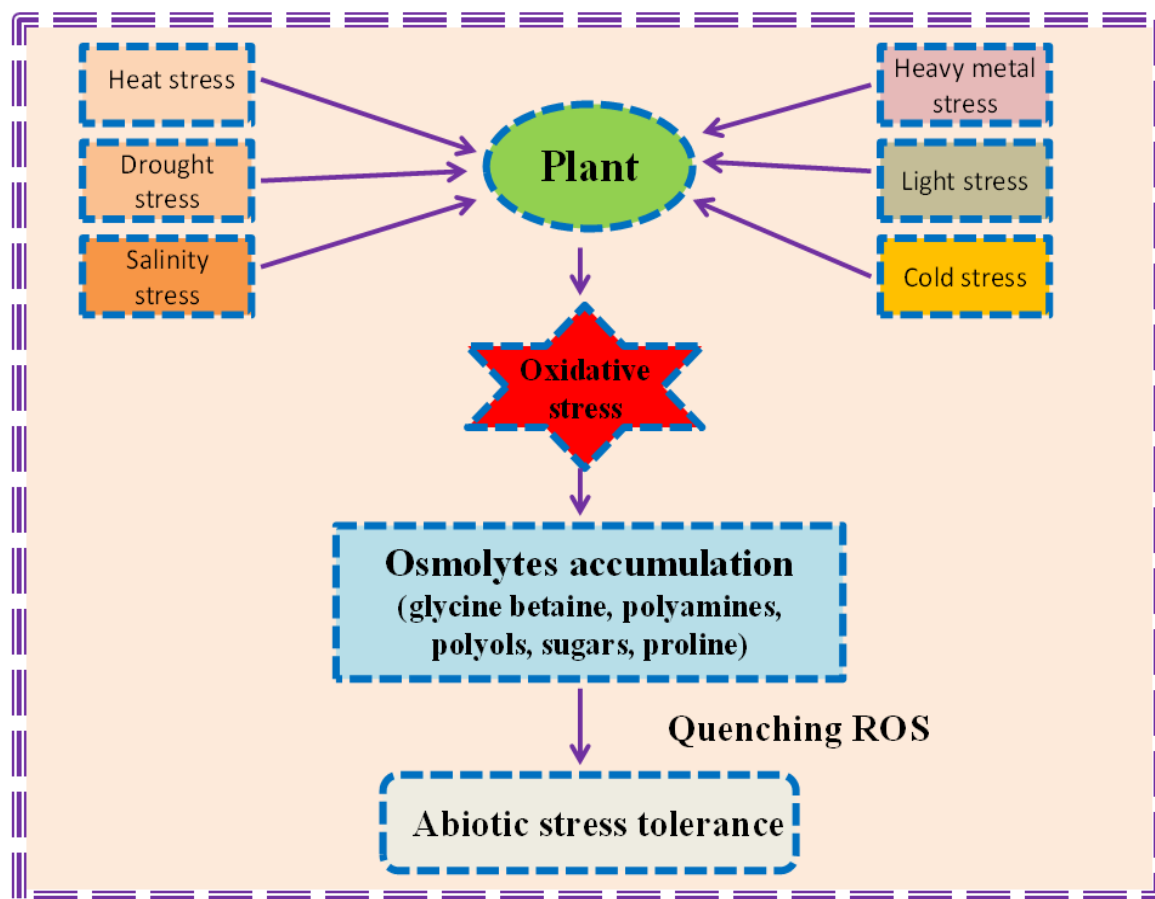 Heat stress
Drought
stress
Salinity
stress
Heavy metal
stress
Light stress
Cold stress
Plant
Oxidative
stress
Osmolytes accumulation
(glycine betaine, polyamines,
polyols, sugars, proline)
Quenching ROS
Abiotic stress tolerance